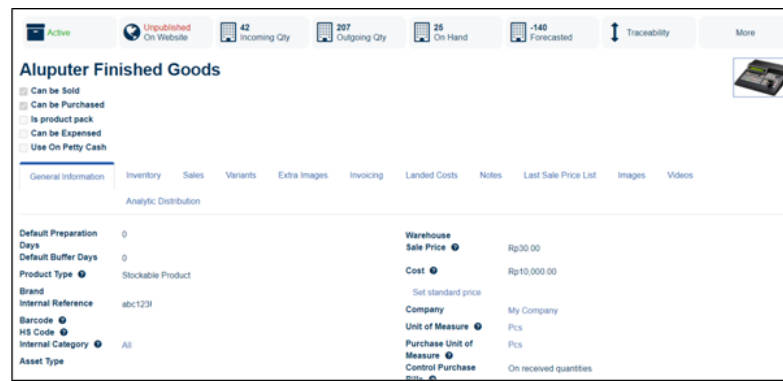 Active
Unpublished
On Website
42
Incoming Qty
207
Outgoing Qty
25
On Hand
-140
Forecasted
Traceability
More
Aluputer Finished Goods
Can be Sold
Can be Purchased
Is product pack
Can be Expensed
Use On Petty Cash
General Information Inventory Sales Variants Extra Images Invoicing Landed Costs Notes Last Sale Price List Images Videos
Analytic Distribution
Default Preparation
Days
0
Default Buffer Days 0
Product Type Stockable Product
Brand
Internal Reference
Barcode
HS Code
Internal Category All
Asset Type
Warehouse
Sale Price Rp30.00
Cost Rp10,000.00
Set standard price
Company My Company
Unit of Measure Pcs
Purchase Unit of
Measure
Pcs
Control Purchase
Bills
On received quantities